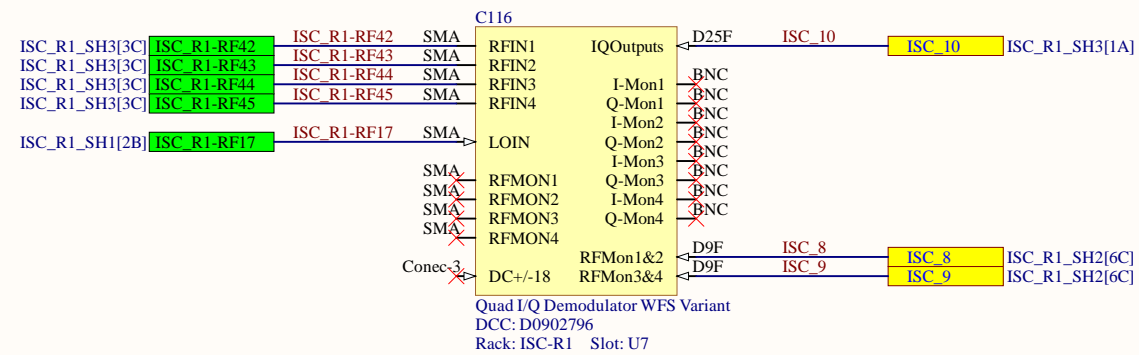 C116
ISC_R1_SH3[3C] ISC_R1-RF42 ISC_R1-RF42 SMA RFIN1 IQOutputs D25F ISC_10 ISC_10 ISC_R1_SH3[1A]
ISC_R1_SH3[3C] ISC_R1-RF43 ISC_R1-RF43 SMA RFIN2
ISC_R1_SH3[3C] ISC_R1-RF44 ISC_R1-RF44 SMA RFIN3 I-Mon1 BNC
ISC_R1_SH3[3C] ISC_R1-RF45 ISC_R1-RF45 SMA RFIN4 Q-Mon1 BNC
I-Mon2 BNC
ISC_R1_SH1[2B] ISC_R1-RF17 ISC_R1-RF17 SMA LOIN Q-Mon2 BNC
I-Mon3 BNC
SMA RFMON1 Q-Mon3 BNC
SMA RFMON2 I-Mon4 BNC
SMA RFMON3 Q-Mon4 BNC
SMA RFMON4
RFMon1&2 D9F ISC_8 ISC_8 ISC_R1_SH2[6C]
Conec-3 DC+/-18 RFMon3&4 D9F ISC_9 ISC_9 ISC_R1_SH2[6C]
Quad I/Q Demodulator WFS Variant
DCC: D0902796
Rack: ISC-R1 Slot: U7